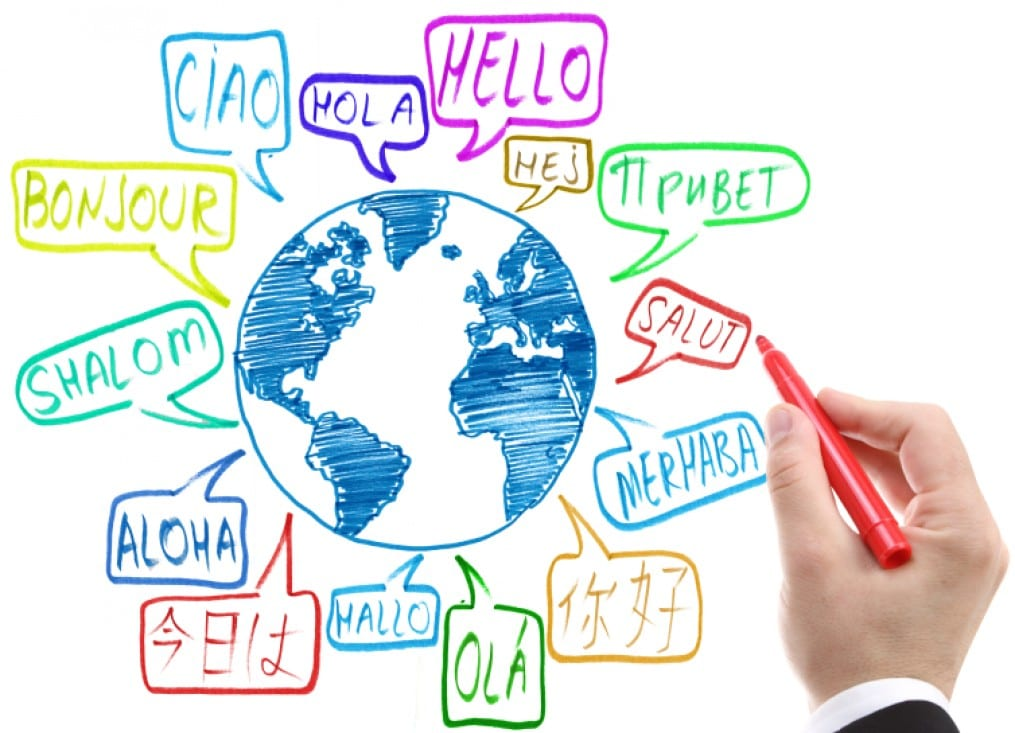 CiAO
HOLA
HELLO
HEj
ПРИВЕТ
BONJOUR
SALUT
SHALOM
MERHABA
ALOHA
今日は
HALLO
OLÁ
你好